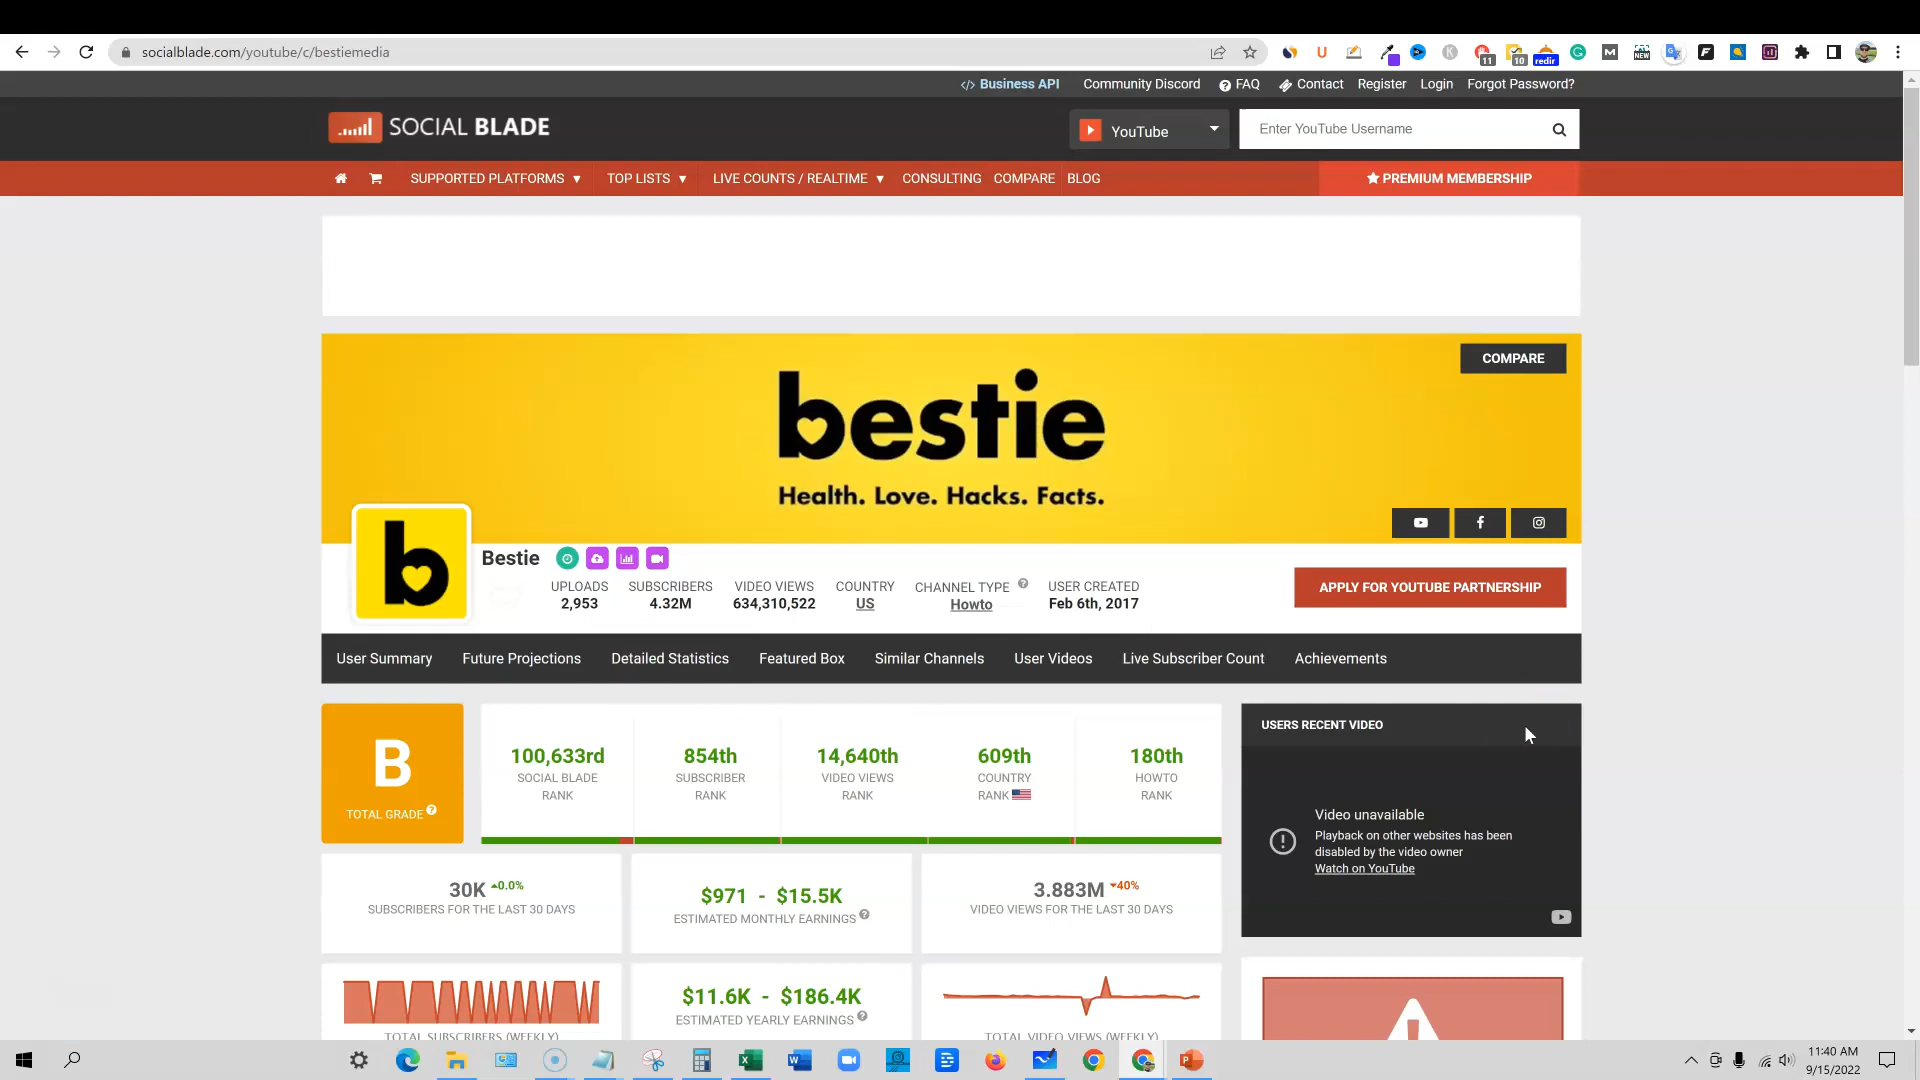 socialblade.com/youtube/c/bestiemedia
11
10
redir
NEW
</> Business API Community Discord FAQ Contact Register Login Forgot Password?
SOCIAL BLADE
YouTube
Enter YouTube Username
SUPPORTED PLATFORMS ▼ TOP LISTS ▼ LIVE COUNTS / REALTIME ▼ CONSULTING COMPARE BLOG
PREMIUM MEMBERSHIP
COMPARE
bestie
Health. Love. Hacks. Facts.
b
Bestie
UPLOADS SUBSCRIBERS VIDEO VIEWS COUNTRY CHANNEL TYPE USER CREATED
2,953 4.32M 634,310,522 US Howto Feb 6th, 2017
APPLY FOR YOUTUBE PARTNERSHIP
User Summary Future Projections Detailed Statistics Featured Box Similar Channels User Videos Live Subscriber Count Achievements
B
TOTAL GRADE
100,633rd
SOCIAL BLADE
RANK
854th
SUBSCRIBER
RANK
14,640th
VIDEO VIEWS
RANK
609th
COUNTRY
RANK
180th
HOWTO
RANK
USERS RECENT VIDEO
Video unavailable
Playback on other websites has been
disabled by the video owner
Watch on YouTube
30K 0.0%
SUBSCRIBERS FOR THE LAST 30 DAYS
$971 - $15.5K
ESTIMATED MONTHLY EARNINGS
3.883M 40%
VIDEO VIEWS FOR THE LAST 30 DAYS
$11.6K - $186.4K
ESTIMATED YEARLY EARNINGS
TOTAL SUBSCRIBERS (WEEKLY)
TOTAL VIDEO VIEWS (WEEKLY)
11:40 AM
9/15/2022